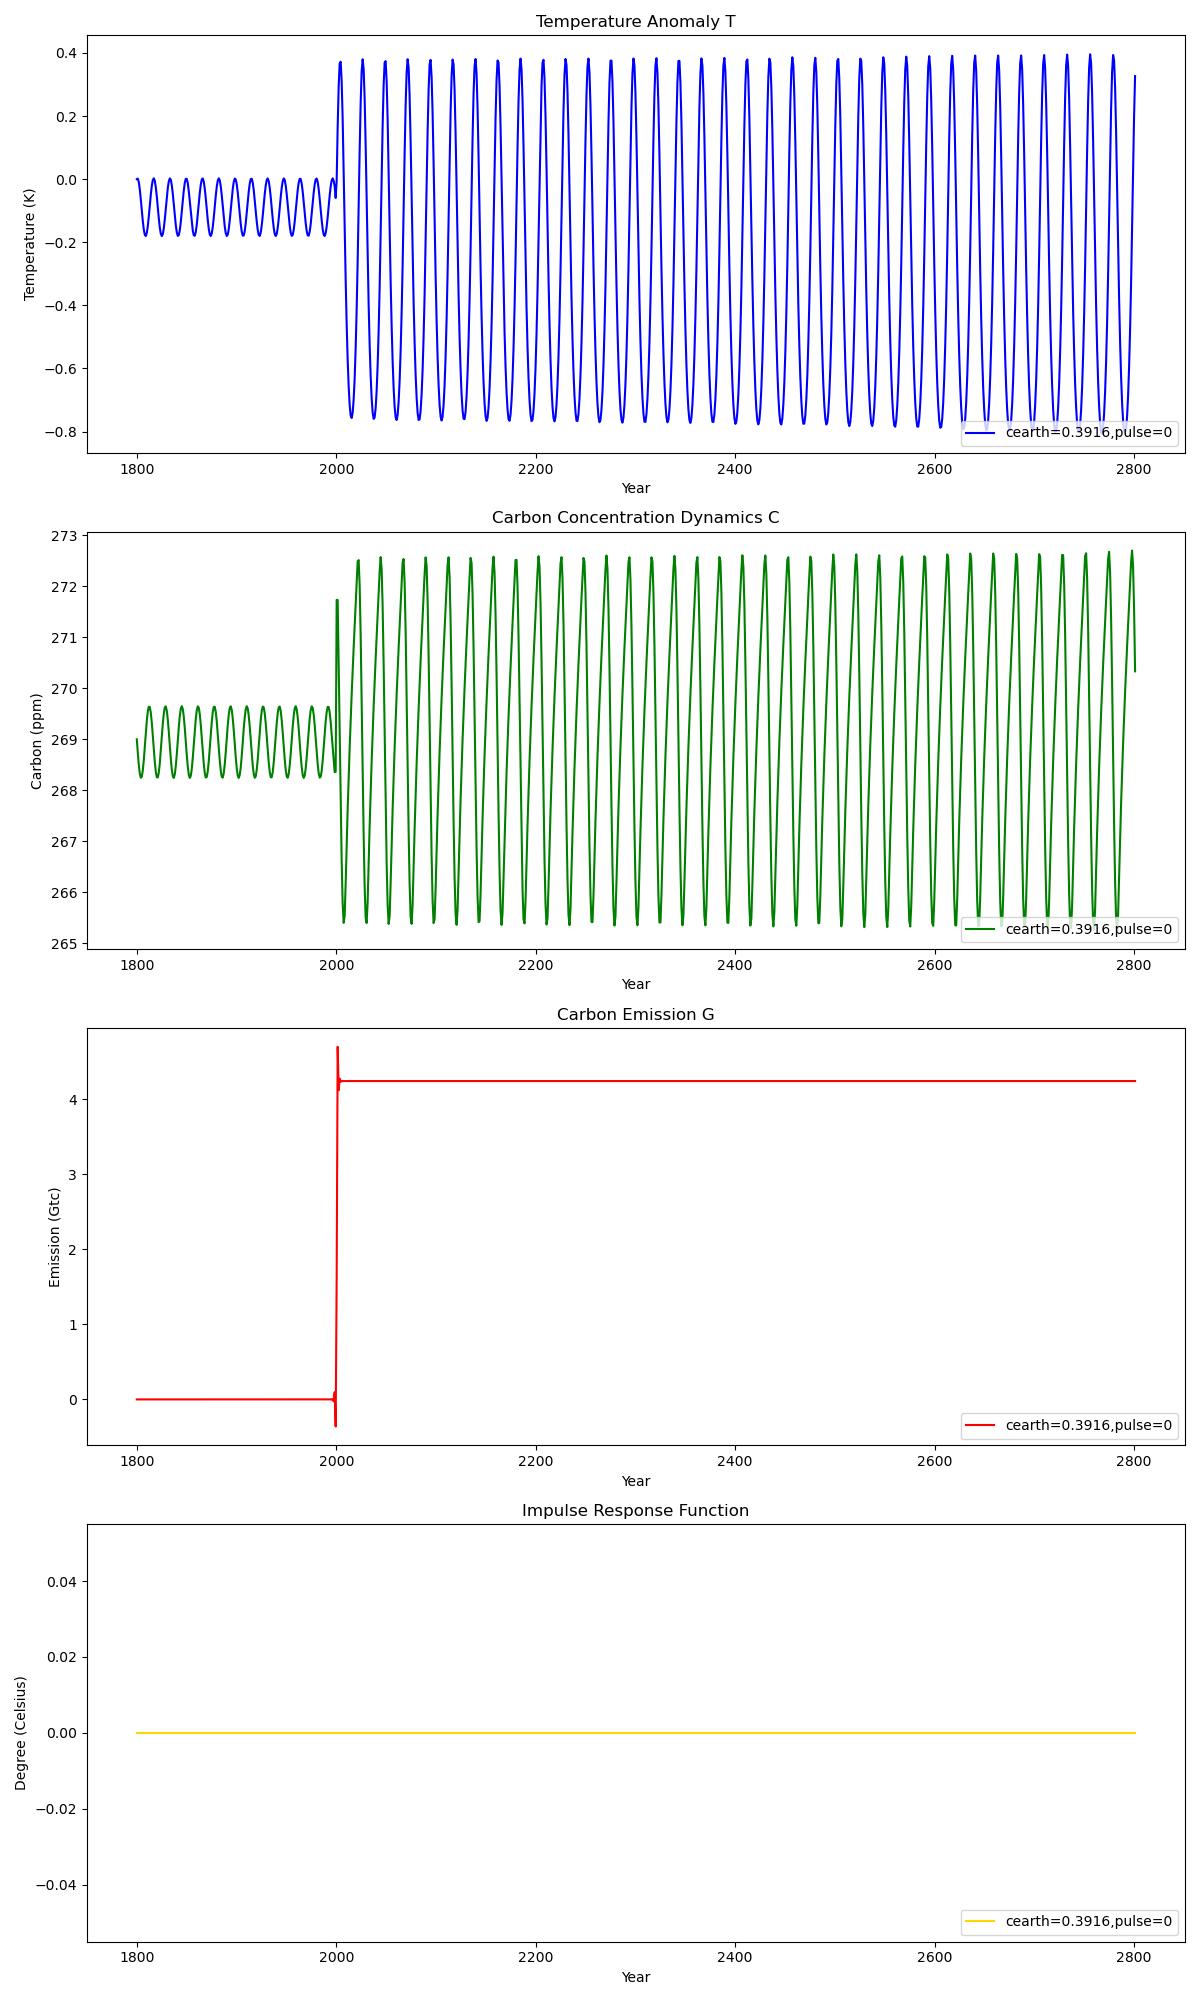 Temperature Anomaly T
0.4
0.2
0.0
−0.2
−0.4
−0.6
−0.8
Temperature (K)
cearth=0.3916,pulse=0
1800 2000 2200 2400 2600 2800
Year
Carbon Concentration Dynamics C
273
272
271
270
269
268
267
266
265
Carbon (ppm)
cearth=0.3916,pulse=0
1800 2000 2200 2400 2600 2800
Year
Carbon Emission G
4
3
2
1
0
Emission (Gtc)
cearth=0.3916,pulse=0
1800 2000 2200 2400 2600 2800
Year
Impulse Response Function
0.04
0.02
0.00
−0.02
−0.04
Degree (Celsius)
cearth=0.3916,pulse=0
1800 2000 2200 2400 2600 2800
Year